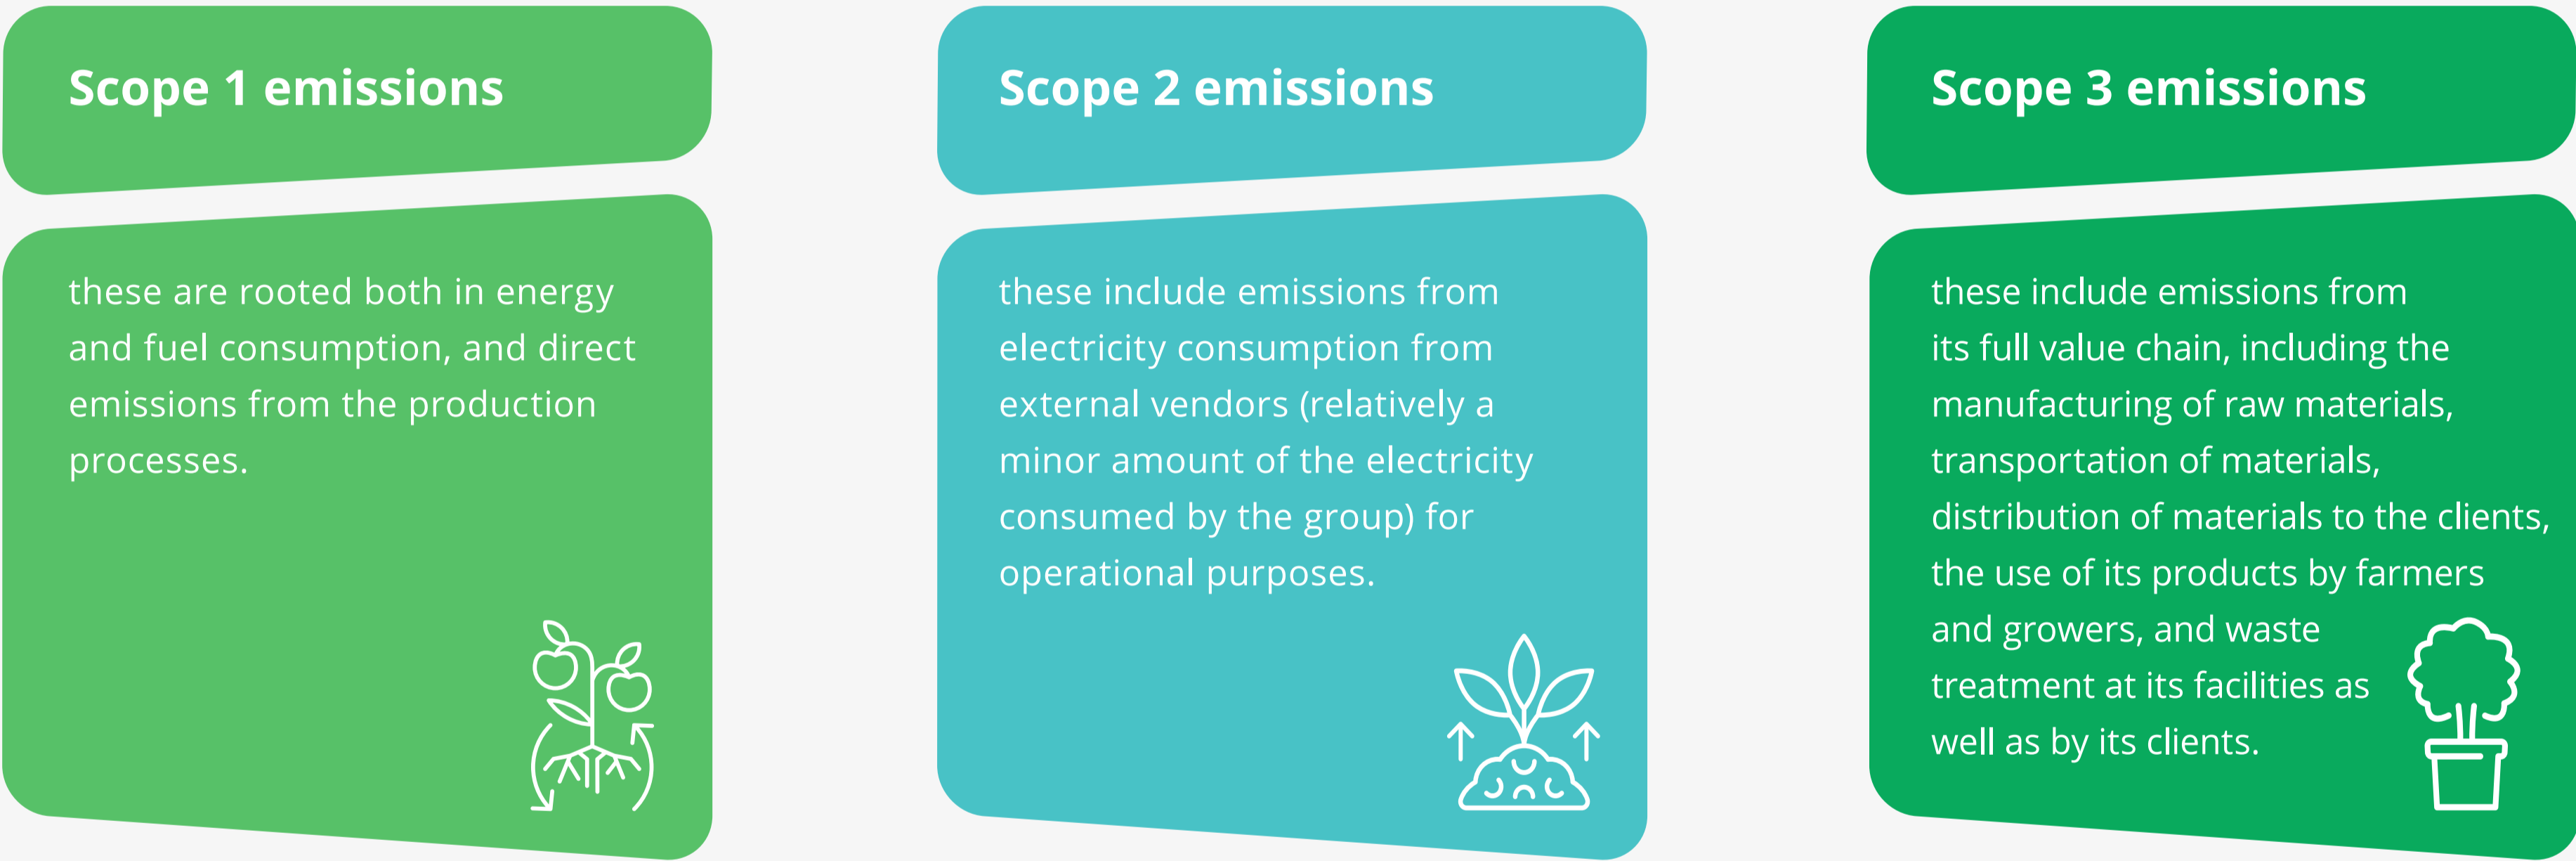 Scope 1 emissions
these are rooted both in energy
and fuel consumption, and direct
emissions from the production
processes.
Scope 2 emissions
these include emissions from
electricity consumption from
external vendors (relatively a
minor amount of the electricity
consumed by the group) for
operational purposes.
Scope 3 emissions
these include emissions from
its full value chain, including the
manufacturing of raw materials,
transportation of materials,
distribution of materials to the clients,
the use of its products by farmers
and growers, and waste
treatment at its facilities as
well as by its clients.